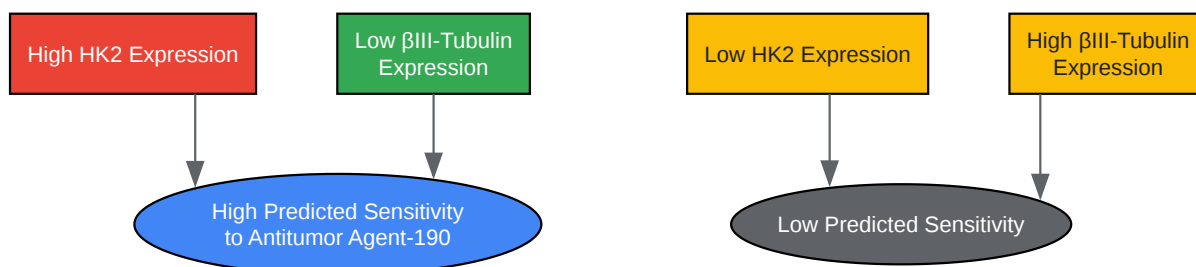 High HK2 Expression
Low βIII-Tubulin
Expression
Low HK2 Expression
High βIII-Tubulin
Expression
High Predicted Sensitivity
to Antitumor Agent-190
Low Predicted Sensitivity